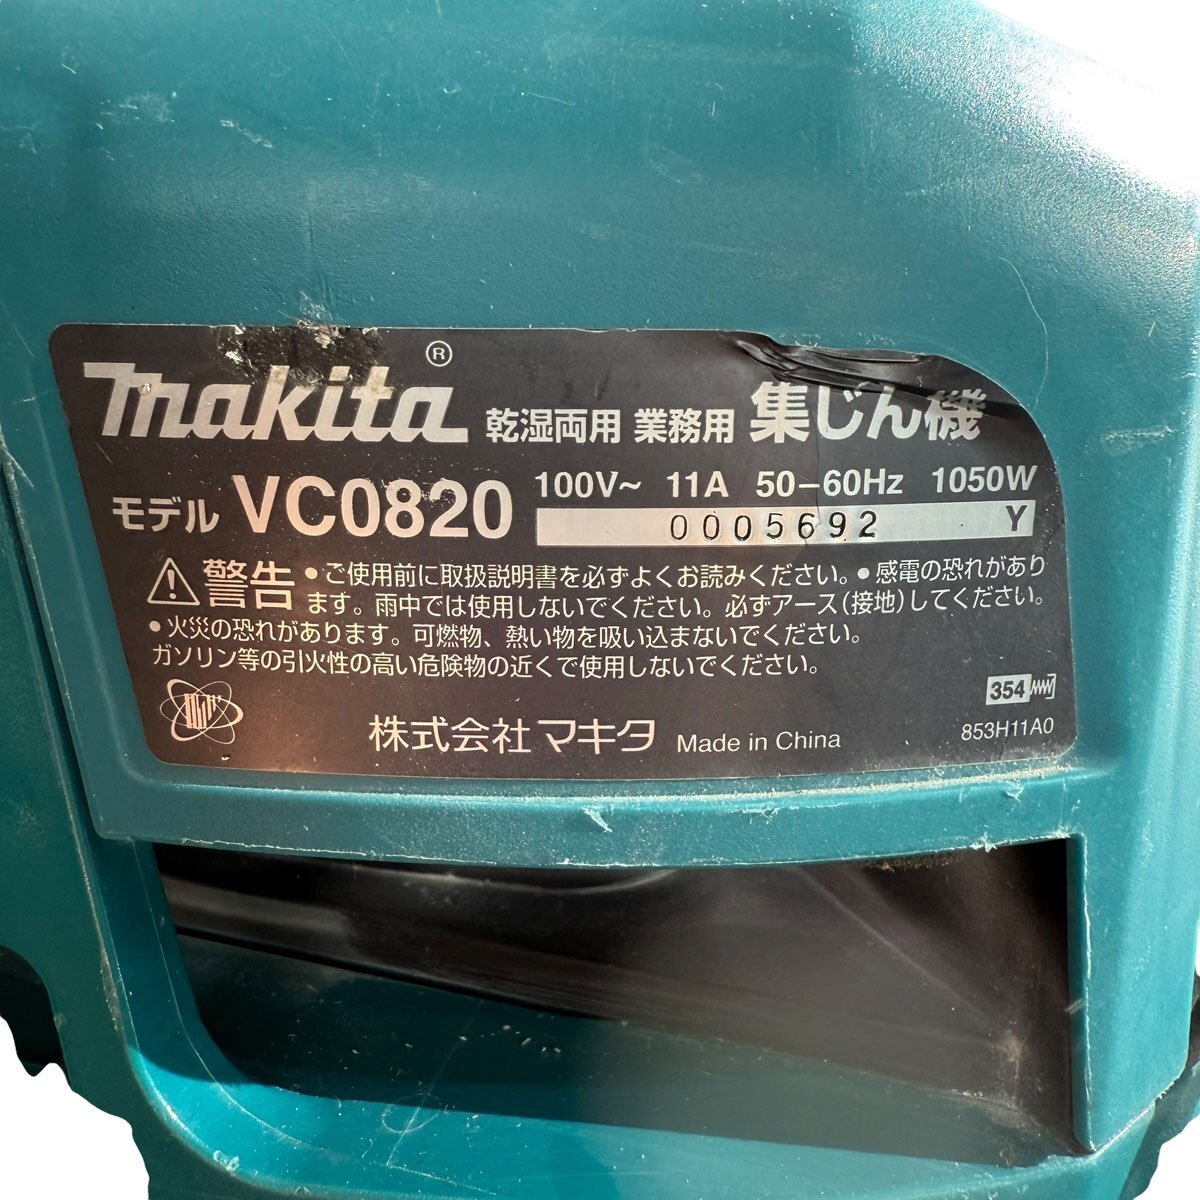 makita® 乾湿両用 業務用 集じん機
モデル VC0820 100V~ 11A 50-60Hz 1050W
0005692 Y
警告 •ご使用前に取扱説明書を必ずよくお読みください。•感電の恐れがあり
ます。雨中では使用しないでください。必ずアース(接地)してください。
•火災の恐れがあります。可燃物、熱い物を吸い込まないでください。
ガソリン等の引火性の高い危険物の近くで使用しないでください。
354
株式会社マキタ Made in China 853H11A0